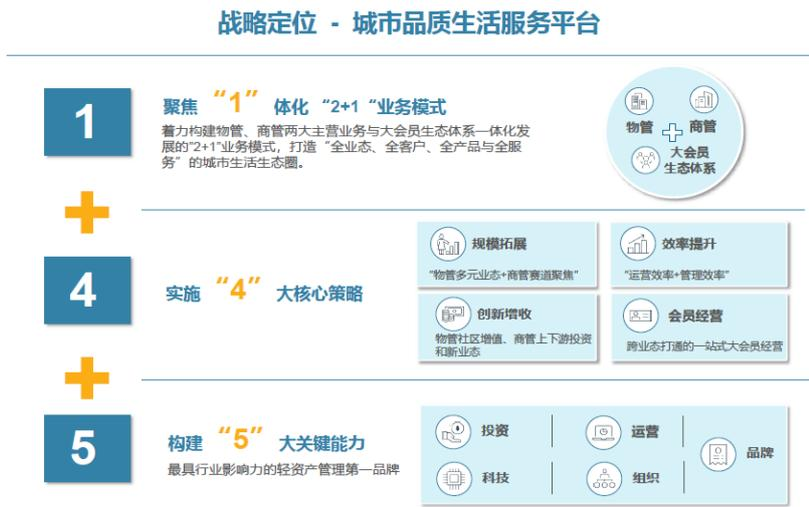 战略定位 - 城市品质生活服务平台
1
聚焦 “1” 体化 “2+1“业务模式
着力构建物管、商管两大主营业务与大会员生态体系一体化发
展的“2+1”业务模式，打造“全业态、全客户、全产品与全服
务”的城市生活生态圈。
物管
商管
大会员
生态体系
4
实施 “4” 大核心策略
规模拓展
“物管多元业态+商管赛道聚焦”
效率提升
“运营效率+管理效率”
创新增收
物管社区增值、商管上下游投资
和新业态
会员经营
跨业态打通的一站式大会员经营
5
构建 “5” 大关键能力
最具行业影响力的轻资产管理第一品牌
投资
运营
科技
组织
品牌